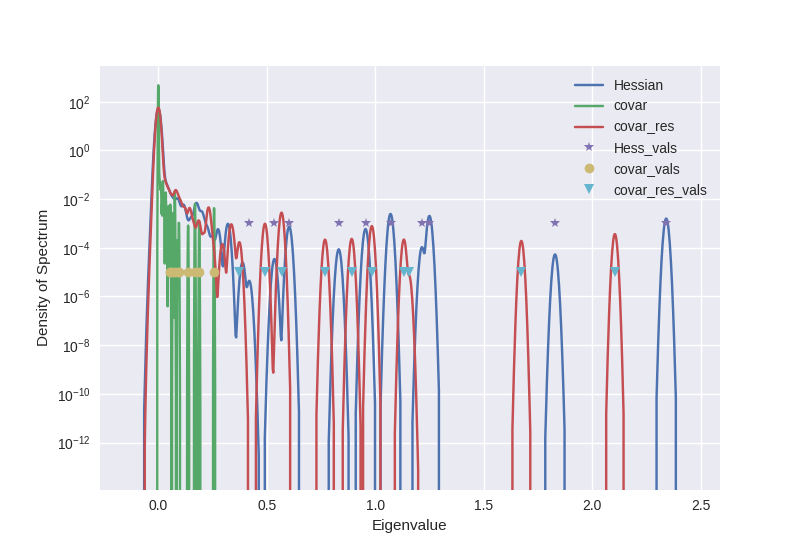 Hessian
covar
covar_res
Hess_vals
covar_vals
covar_res_vals
10^2
10^0
10^-2
10^-4
10^-6
10^-8
10^-10
10^-12
Density of Spectrum
0.0 0.5 1.0 1.5 2.0 2.5
Eigenvalue